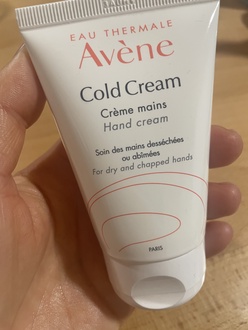 EAU THERMALE
Avène
Cold Cream
Crème mains
Hand cream
Soin des mains desséchées
ou abîmées
For dry and chapped hands
PARIS